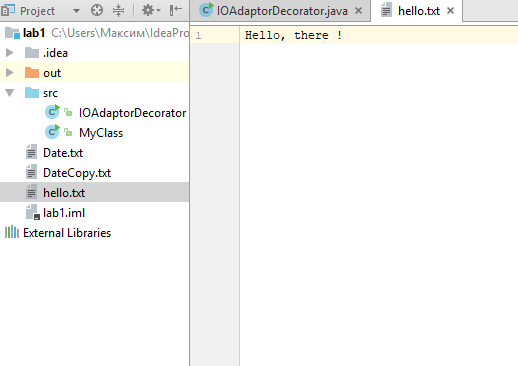 Project
IOAdaptorDecorator.java
hello.txt
lab1 C:\Users\Максим\IdeaPro
.idea
out
src
IOAdaptorDecorator
MyClass
Date.txt
DateCopy.txt
hello.txt
lab1.iml
External Libraries
1 Hello, there !